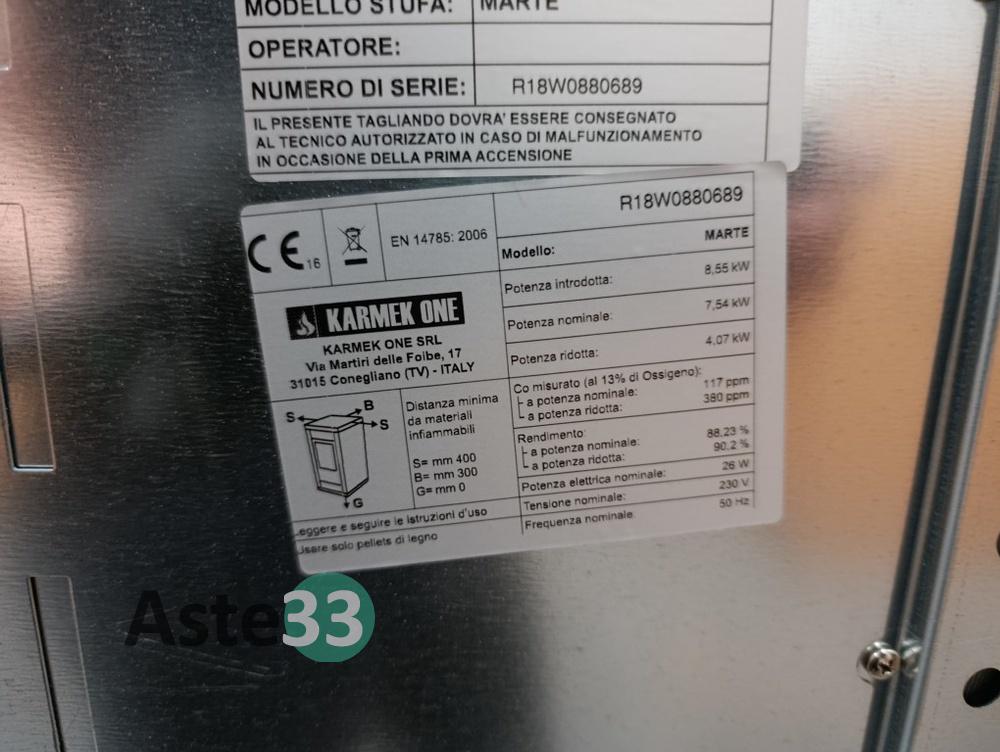 MODELLO STUFA: MARTE
OPERATORE:
NUMERO DI SERIE: R18W0880689
IL PRESENTE TAGLIANDO DOVRA' ESSERE CONSEGNATO
AL TECNICO AUTORIZZATO IN CASO DI MALFUNZIONAMENTO
IN OCCASIONE DELLA PRIMA ACCENSIONE
CE 16
EN 14785: 2006
KARMEK ONE
KARMEK ONE SRL
Via Martiri delle Foibe, 17
31015 Conegliano (TV) - ITALY
S B S G
Distanza minima
da materiali
infiammabili
S= mm 400
B= mm 300
G= mm 0
Leggere e seguire le istruzioni d'uso
Usare solo pellets di legno
R18W0880689
Modello: MARTE
Potenza introdotta: 8,55 kW
Potenza nominale: 7,54 kW
Potenza ridotta: 4,07 kW
Co misurato (al 13% di Ossigeno):
a potenza nominale: 117 ppm
a potenza ridotta: 380 ppm
Rendimento:
a potenza nominale: 88,23 %
a potenza ridotta: 90,2 %
Potenza elettrica nominale: 26 W
Tensione nominale: 230 V
Frequenza nominale 50 Hz
Aste33